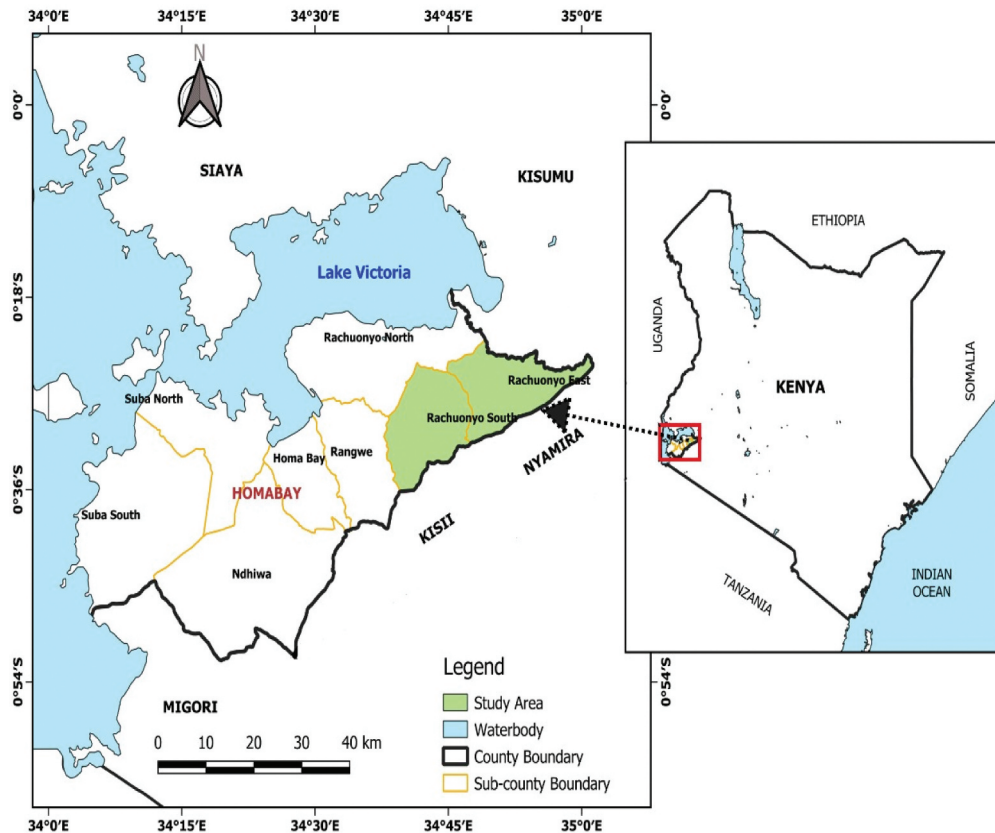 34°0'E 34°15'E 34°30'E 34°45'E 35°0'E
N
0°0'
0°0'
SIAYA
KISUMU
ETHIOPIA
Lake Victoria
0°18'S
0°18'S
UGANDA
Rachuonyo North
KENYA
SOMALIA
Rachuonyo East
Suba North
Rachuonyo South
Homa Bay
Rangwe
NYAMIRA
HOMABAY
0°36'S
0°36'S
Suba South
KISII
Ndhiwa
INDIAN
OCEAN
TANZANIA
Legend
0°54'S
0°54'S
Study Area
MIGORI
Waterbody
0 10 20 30 40 km
County Boundary
Sub-county Boundary
34°0'E 34°15'E 34°30'E 34°45'E 35°0'E